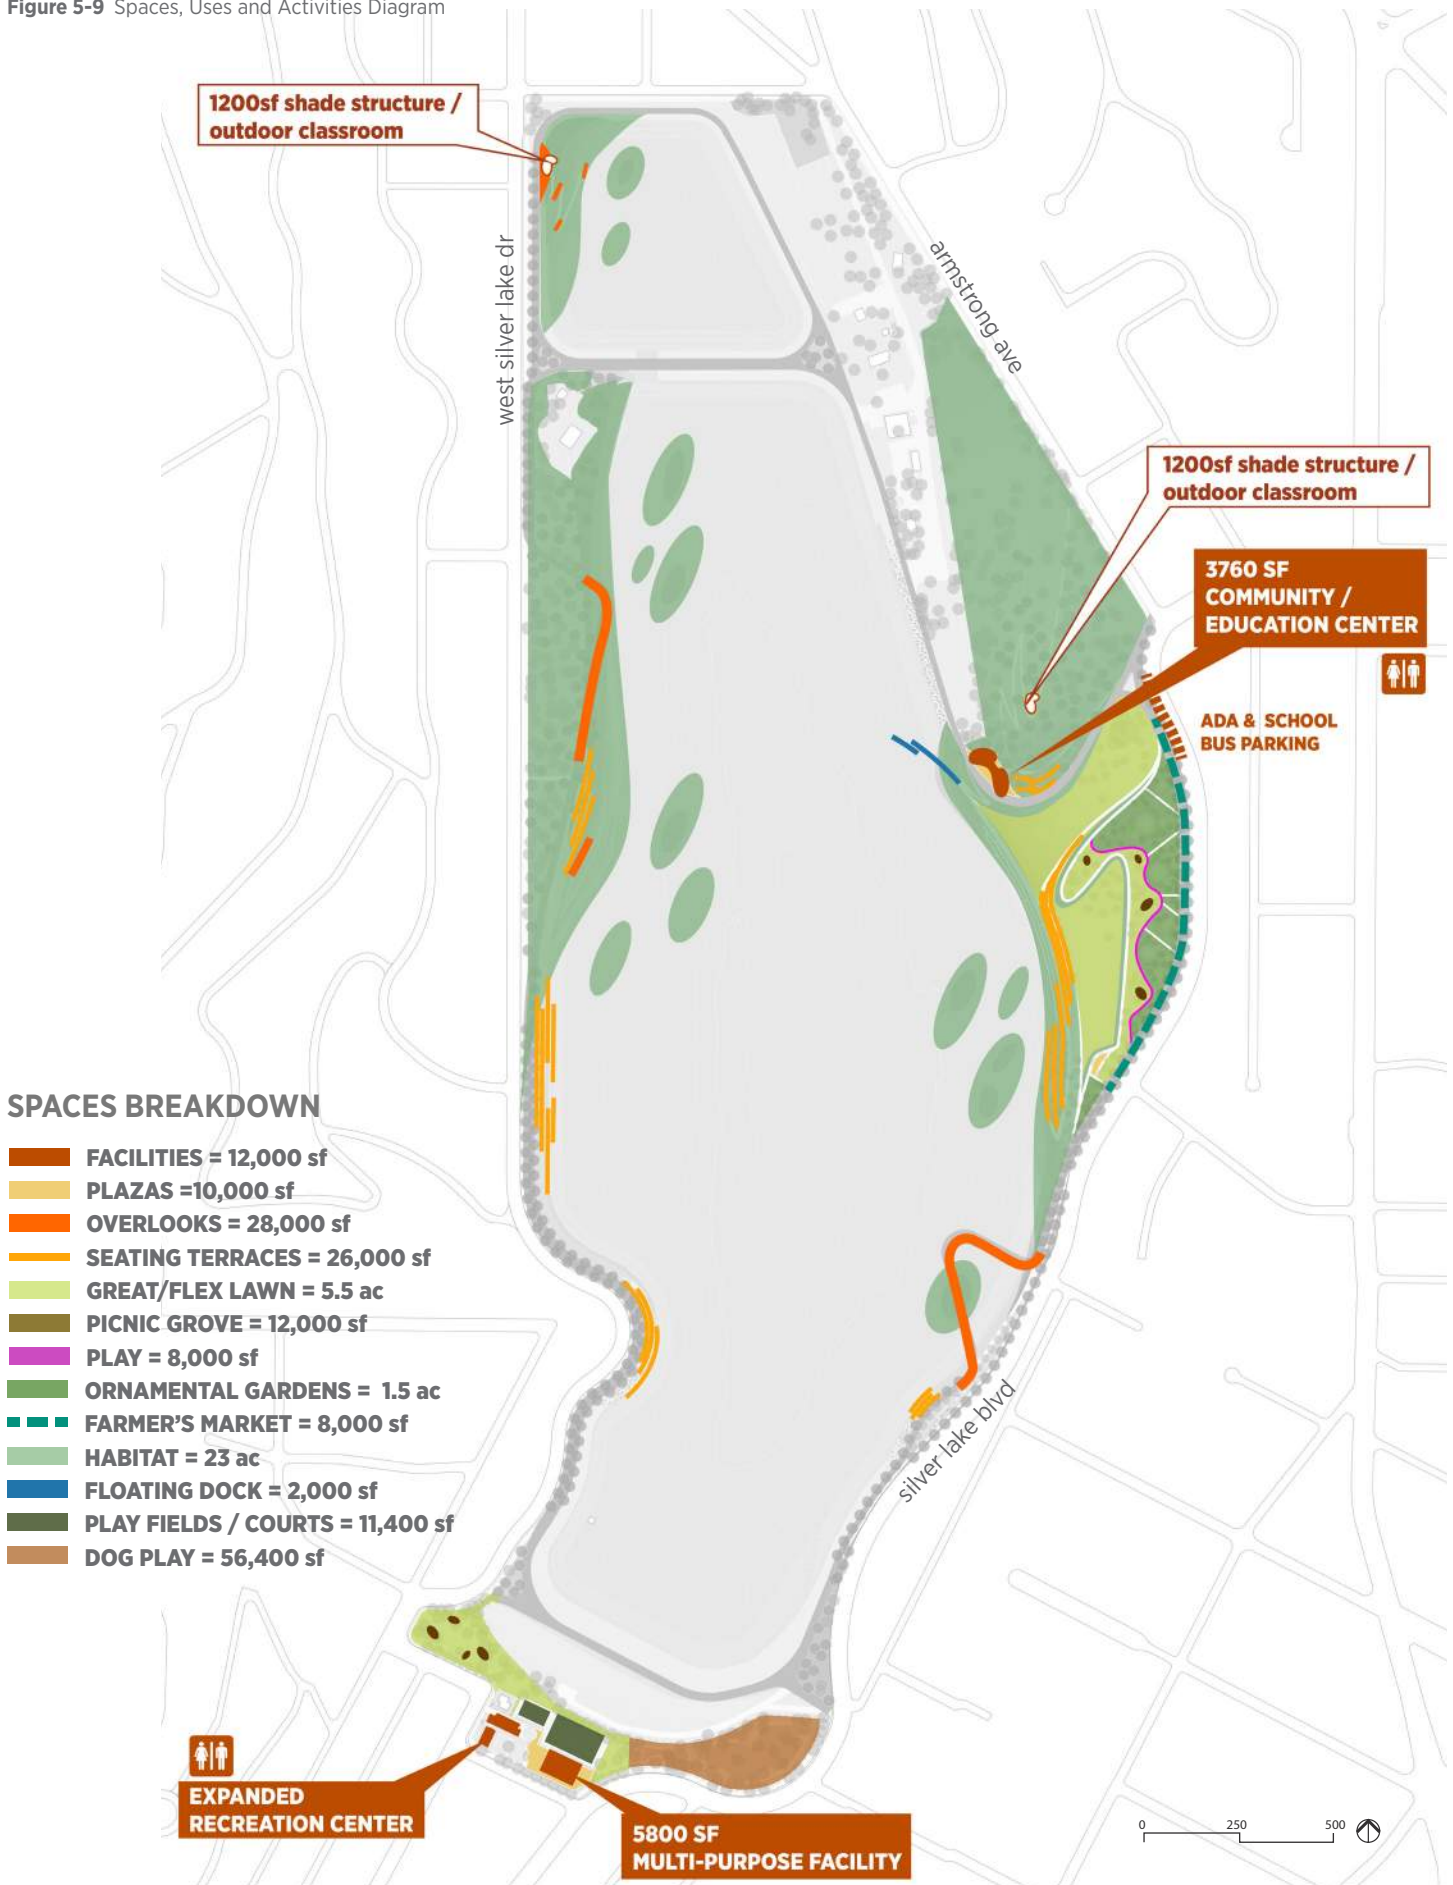 Figure 5-9 Spaces, Uses and Activities Diagram
1200sf shade structure /
outdoor classroom
west silver lake dr
armstrong ave
1200sf shade structure /
outdoor classroom
3760 SF
COMMUNITY /
EDUCATION CENTER
ADA & SCHOOL
BUS PARKING
SPACES BREAKDOWN
FACILITIES = 12,000 sf
PLAZAS =10,000 sf
OVERLOOKS = 28,000 sf
SEATING TERRACES = 26,000 sf
GREAT/FLEX LAWN = 5.5 ac
PICNIC GROVE = 12,000 sf
PLAY = 8,000 sf
ORNAMENTAL GARDENS = 1.5 ac
FARMER'S MARKET = 8,000 sf
HABITAT = 23 ac
FLOATING DOCK = 2,000 sf
PLAY FIELDS / COURTS = 11,400 sf
DOG PLAY = 56,400 sf
silver lake blvd
EXPANDED
RECREATION CENTER
5800 SF
MULTI-PURPOSE FACILITY
0 250 500